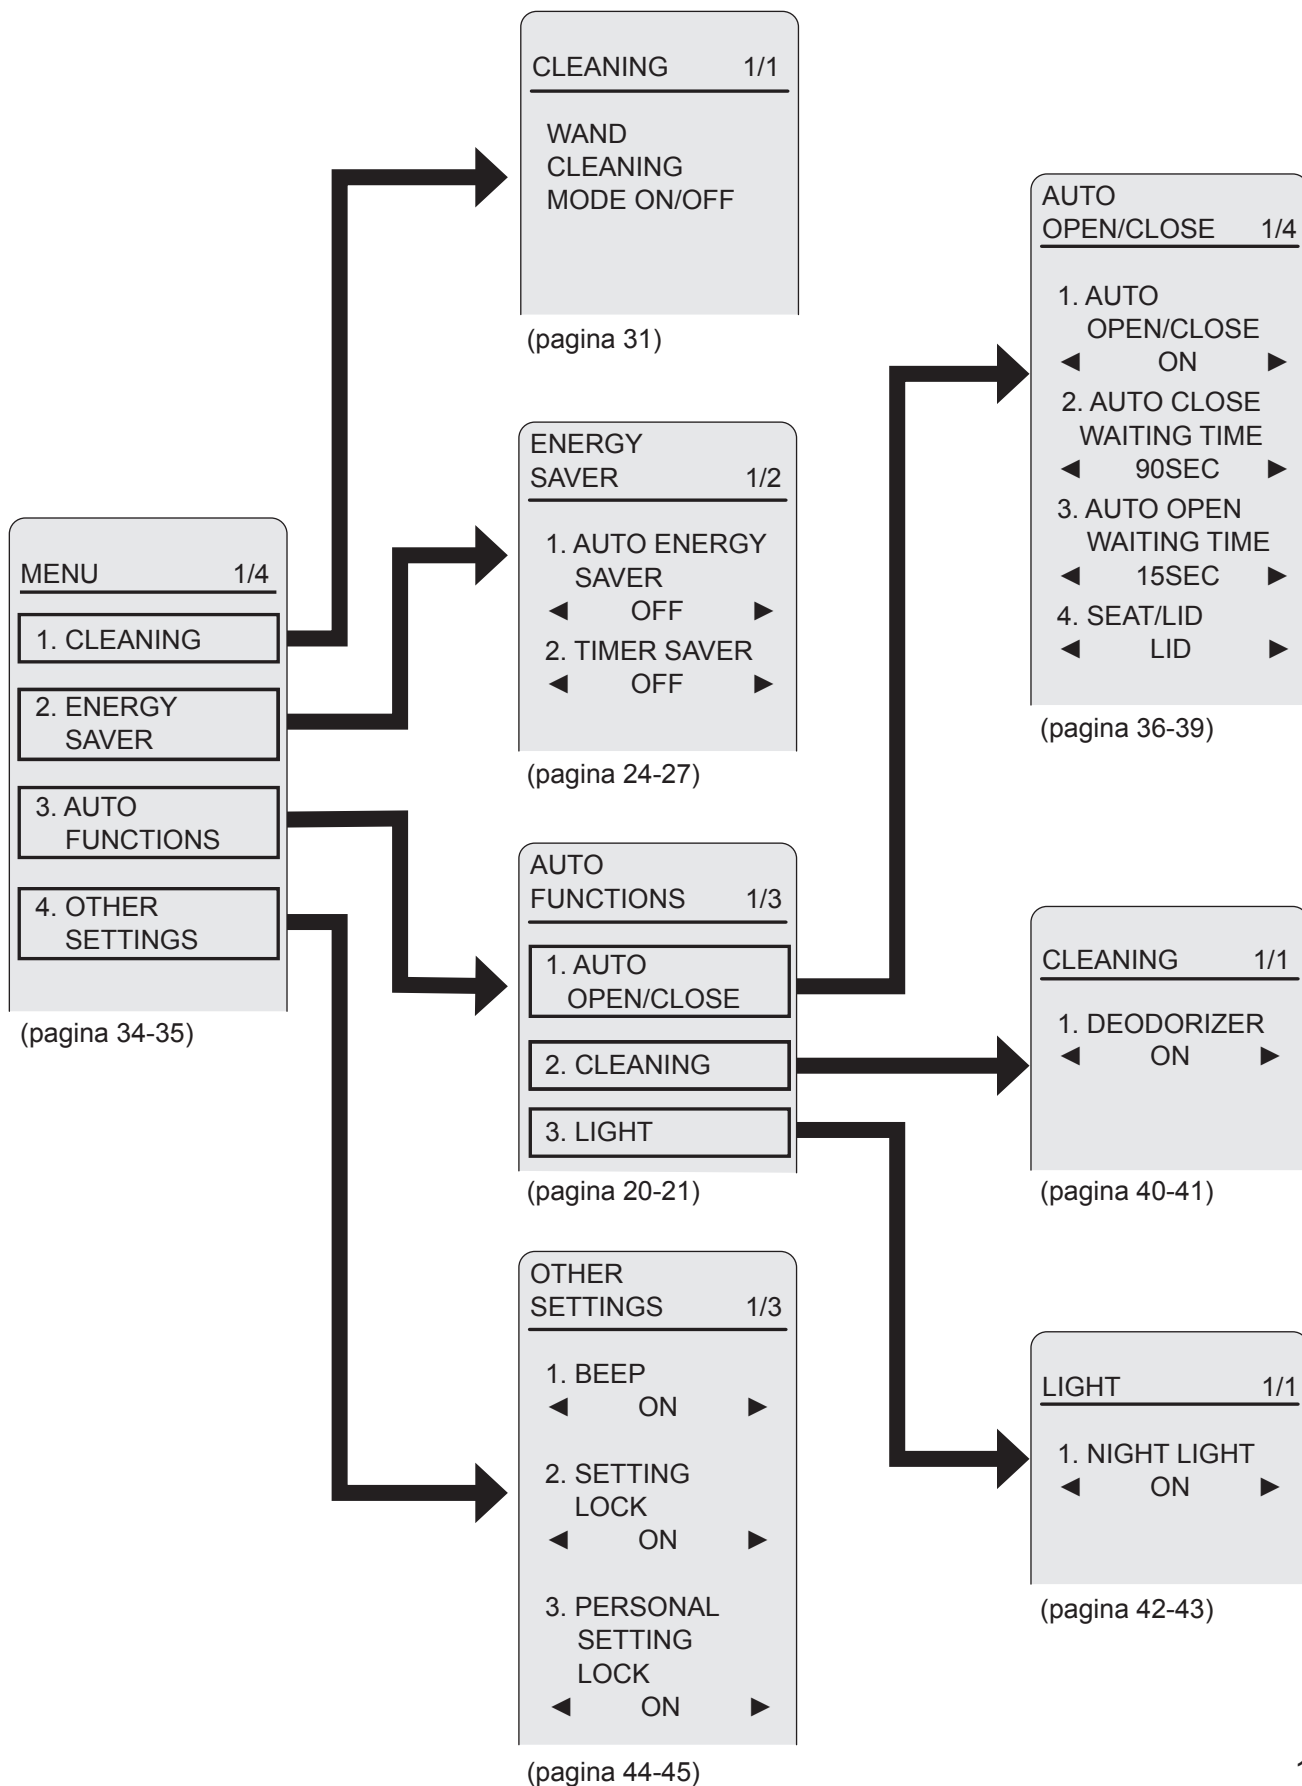 MENU 1/4
1. CLEANING
2. ENERGY
SAVER
3. AUTO
FUNCTIONS
4. OTHER
SETTINGS
(pagina 34-35)
CLEANING 1/1
WAND
CLEANING
MODE ON/OFF
(pagina 31)
ENERGY
SAVER 1/2
1. AUTO ENERGY
SAVER
◄ OFF ►
2. TIMER SAVER
◄ OFF ►
(pagina 24-27)
AUTO
FUNCTIONS 1/3
1. AUTO
OPEN/CLOSE
2. CLEANING
3. LIGHT
(pagina 20-21)
OTHER
SETTINGS 1/3
1. BEEP
◄ ON ►
2. SETTING
LOCK
◄ ON ►
3. PERSONAL
SETTING
LOCK
◄ ON ►
(pagina 44-45)
AUTO
OPEN/CLOSE 1/4
1. AUTO
OPEN/CLOSE
◄ ON ►
2. AUTO CLOSE
WAITING TIME
◄ 90SEC ►
3. AUTO OPEN
WAITING TIME
◄ 15SEC ►
4. SEAT/LID
◄ LID ►
(pagina 36-39)
CLEANING 1/1
1. DEODORIZER
◄ ON ►
(pagina 40-41)
LIGHT 1/1
1. NIGHT LIGHT
◄ ON ►
(pagina 42-43)